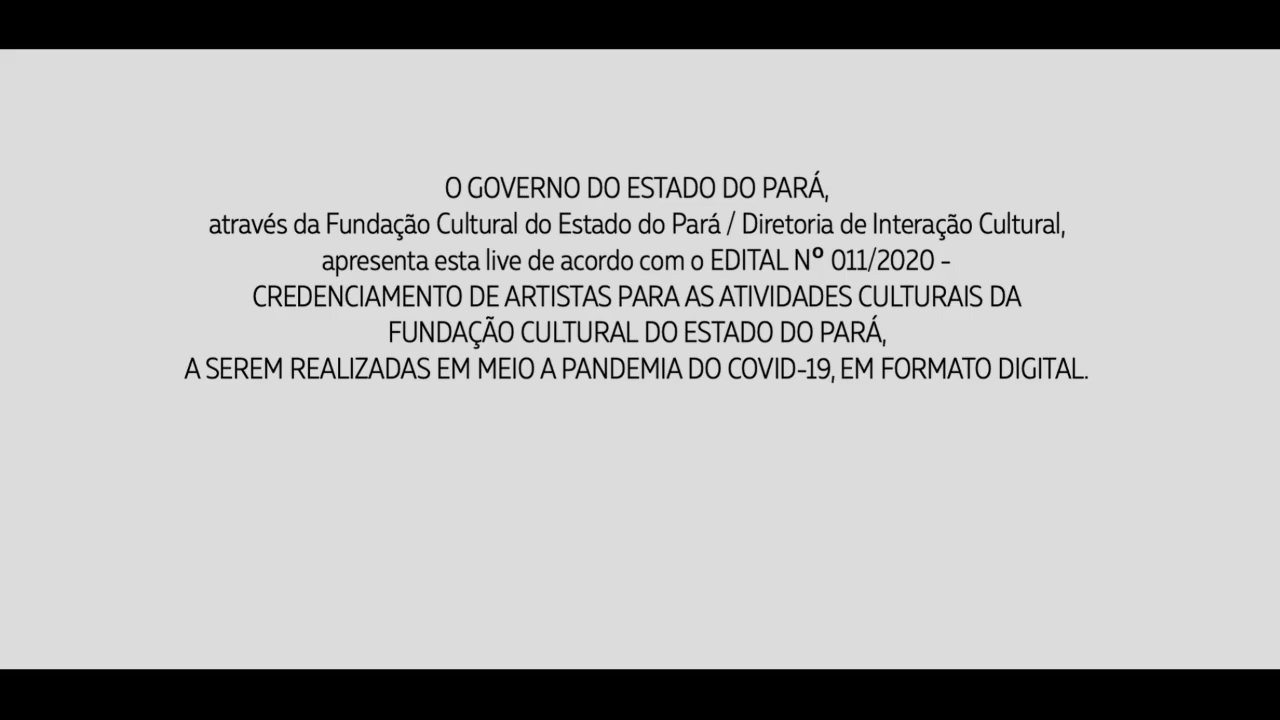 O GOVERNO DO ESTADO DO PARÁ,
através da Fundação Cultural do Estado do Pará / Diretoria de Interação Cultural,
apresenta esta live de acordo com o EDITAL Nº 011/2020 -
CREDENCIAMENTO DE ARTISTAS PARA AS ATIVIDADES CULTURAIS DA
FUNDAÇÃO CULTURAL DO ESTADO DO PARÁ,
A SEREM REALIZADAS EM MEIO A PANDEMIA DO COVID-19, EM FORMATO DIGITAL.